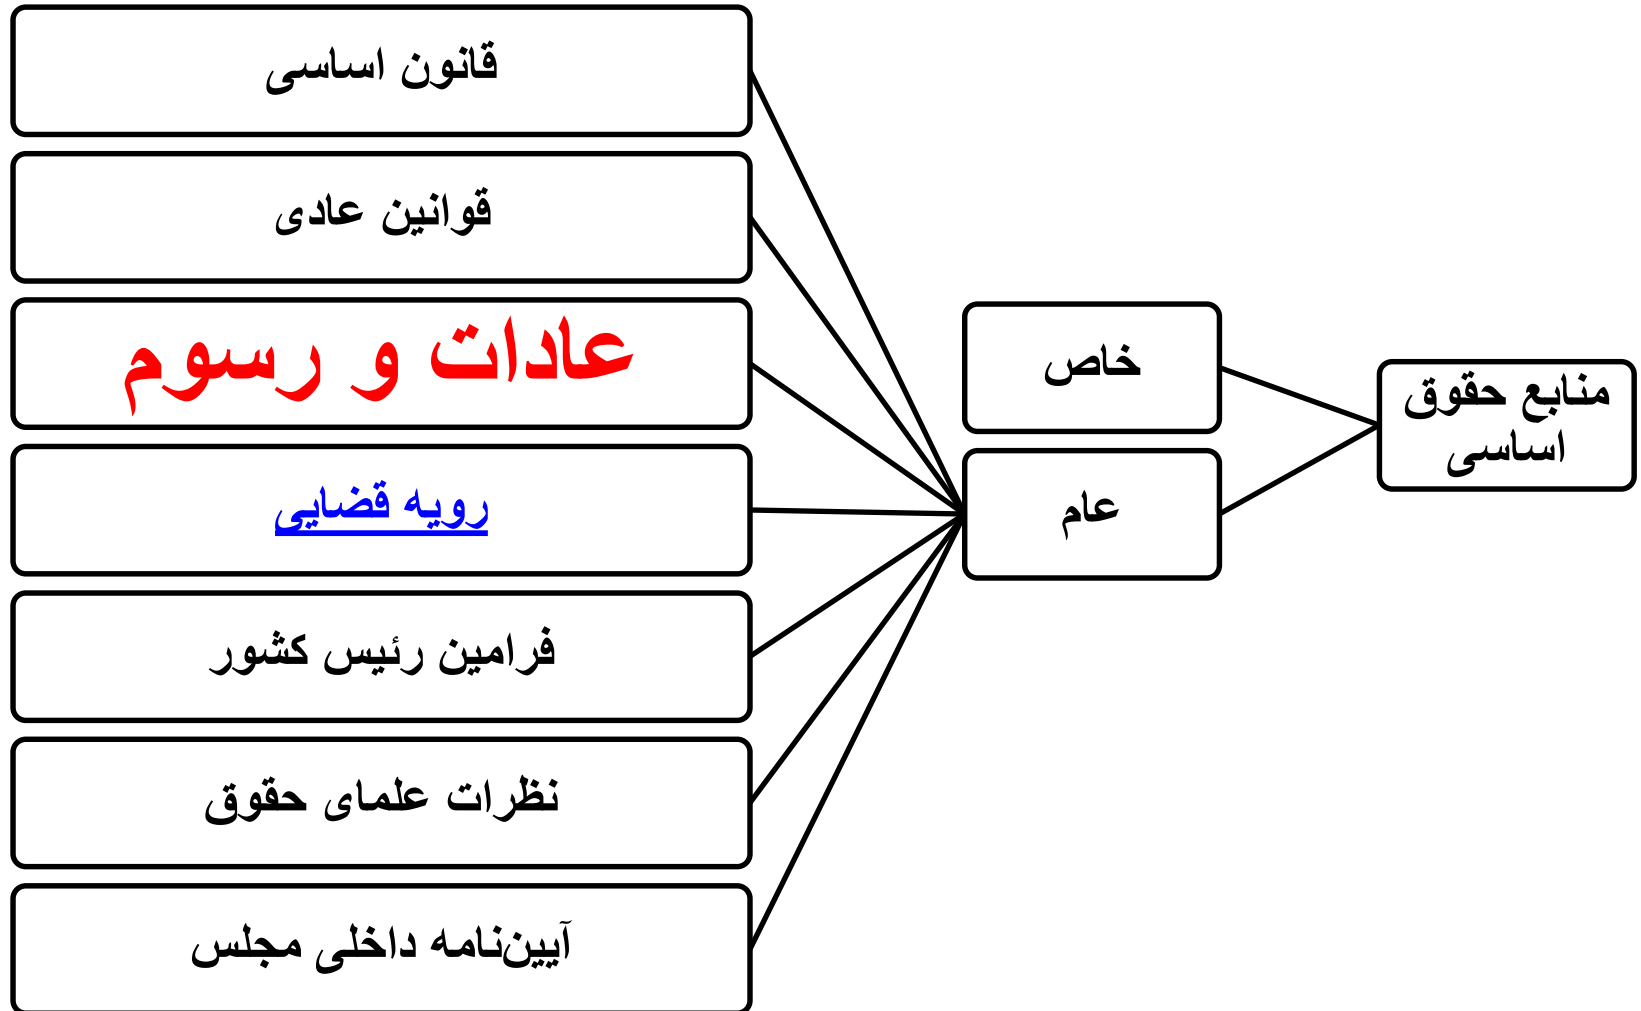 منابع حقوق
اساسی
خاص
عام
قانون اساسی
قوانین عادی
عادات و رسوم
رویه قضایی
فرامین رئیس کشور
نظرات علمای حقوق
آیین‌نامه داخلی مجلس